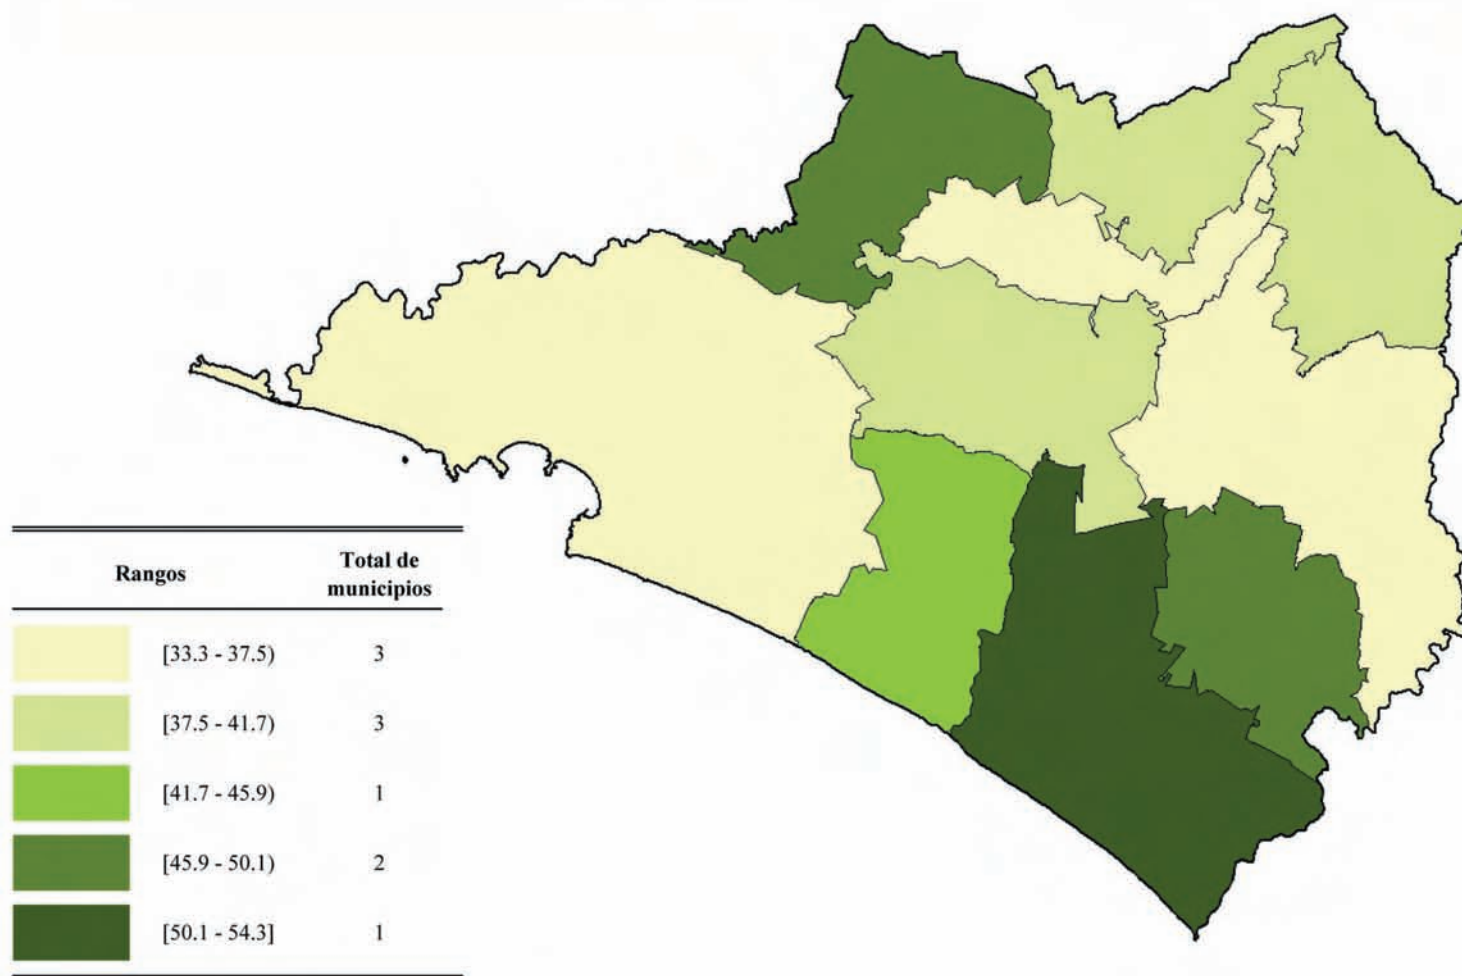 Rangos Total de municipios
[33.3 - 37.5) 3
[37.5 - 41.7) 3
[41.7 - 45.9) 1
[45.9 - 50.1) 2
[50.1 - 54.3] 1